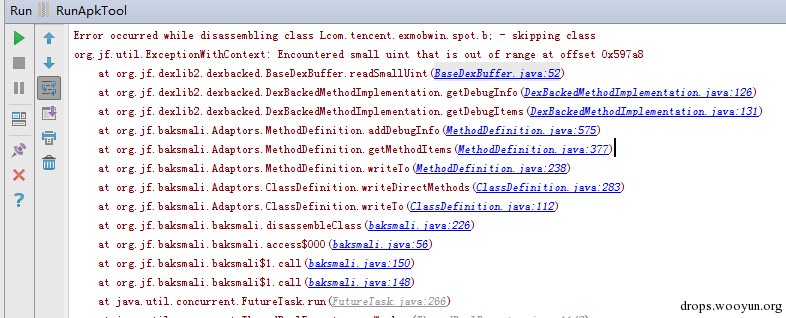 Run RunApkTool
Error occurred while disassembling class Lcom.tencent.exmobwin.spot.b; - skipping class
org.jf.util.ExceptionWithContext: Encountered small uint that is out of range at offset 0x597a8
at org.jf.dexlib2.dexbacked.BaseDexBuffer.readSmallUint(BaseDexBuffer.java:52)
at org.jf.dexlib2.dexbacked.DexBackedMethodImplementation.getDebugInfo(DexBackedMethodImplementation.java:126)
at org.jf.dexlib2.dexbacked.DexBackedMethodImplementation.getDebugItems(DexBackedMethodImplementation.java:131)
at org.jf.baksmali.Adaptors.MethodDefinition.addDebugInfo(MethodDefinition.java:575)
at org.jf.baksmali.Adaptors.MethodDefinition.getMethodItems(MethodDefinition.java:377)
at org.jf.baksmali.Adaptors.MethodDefinition.writeTo(MethodDefinition.java:238)
at org.jf.baksmali.Adaptors.ClassDefinition.writeDirectMethods(ClassDefinition.java:283)
at org.jf.baksmali.Adaptors.ClassDefinition.writeTo(ClassDefinition.java:112)
at org.jf.baksmali.baksmali.disassembleClass(baksmali.java:226)
at org.jf.baksmali.baksmali.access$000(baksmali.java:56)
at org.jf.baksmali.baksmali$1.call(baksmali.java:150)
at org.jf.baksmali.baksmali$1.call(baksmali.java:148)
at java.util.concurrent.FutureTask.run(FutureTask.java:266)
drops.wooyun.org